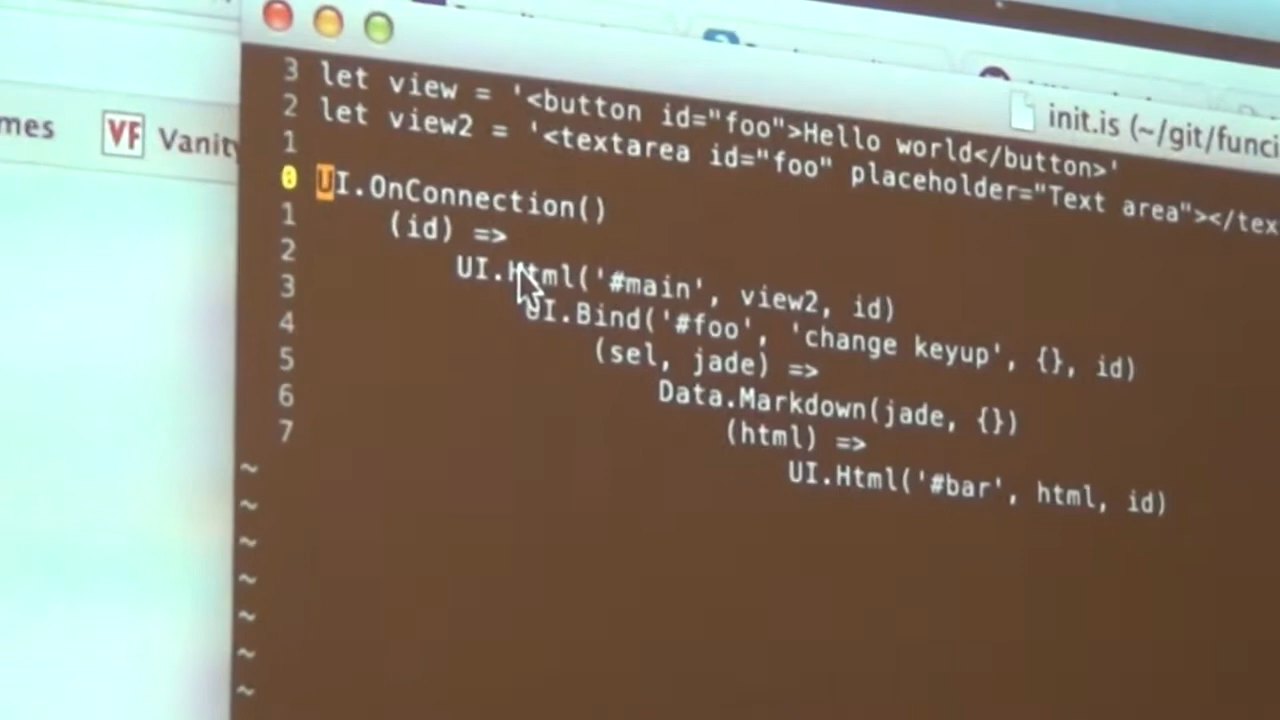 mes
VF Vanity
init.is (~/git/funci
3 let view = '<button id="foo">Hello world</button>'
2 let view2 = '<textarea id="foo" placeholder="Text area"></tex
1
0 UI.OnConnection()
1 (id) =>
2 UI.Html('#main', view2, id)
3 UI.Bind('#foo', 'change keyup', {}, id)
4 (sel, jade) =>
5 Data.Markdown(jade, {})
6 (html) =>
7 UI.Html('#bar', html, id)
~
~
~
~
~
~
~